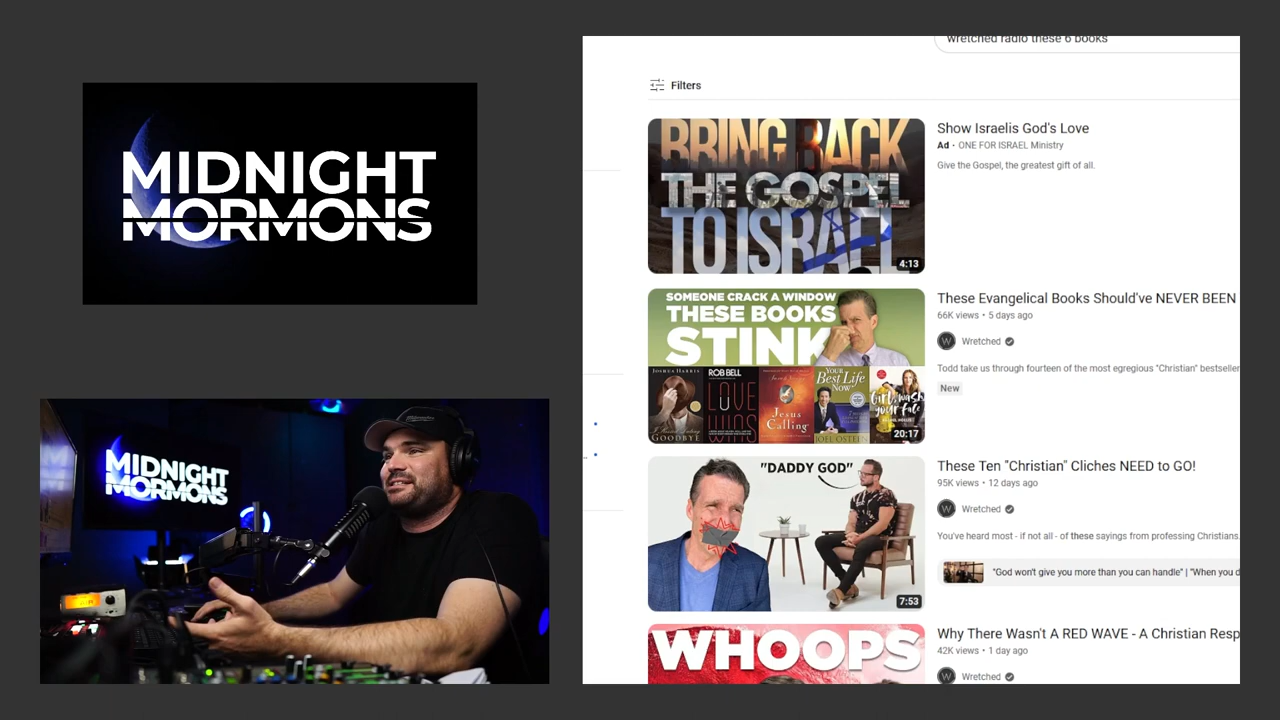 MIDNIGHT
MORMONS
MIDNIGHT
MORMONS
wretched radio these 6 books
Filters
BRING BACK
THE GOSPEL
TO ISRAEL
4:13
Show Israelis God's Love
Ad • ONE FOR ISRAEL Ministry
Give the Gospel, the greatest gift of all.
SOMEONE CRACK A WINDOW
THESE BOOKS
STINK
JOSHUA HARRIS
GOODBYE
ROB BELL
LOVE
WINS
Jesus
Calling
YOUR
Best Life
Now
JOEL OSTEEN
Girl, wash
your face
20:17
These Evangelical Books Should've NEVER BEEN
66K views • 5 days ago
W Wretched
Todd take us through fourteen of the most egregious "Christian" bestseller
New
"DADDY GOD"
7:53
These Ten "Christian" Cliches NEED to GO!
95K views • 12 days ago
W Wretched
You've heard most - if not all - of these sayings from professing Christians.
"God won't give you more than you can handle" | "When you d
WHOOPS
Why There Wasn't A RED WAVE - A Christian Resp
42K views • 1 day ago
W Wretched